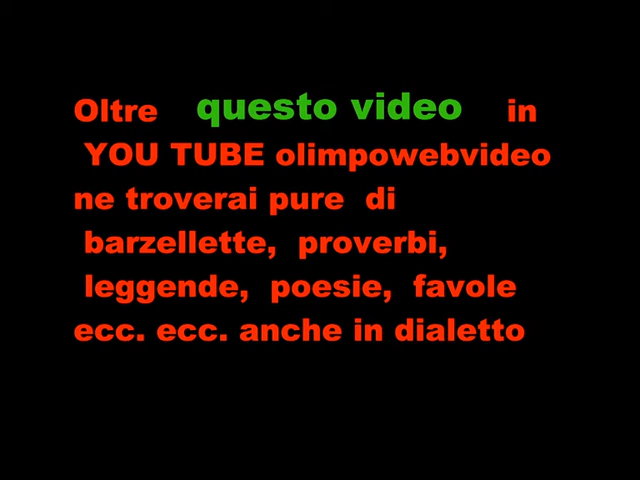 Oltre questo video in
YOU TUBE olimpowebvideo
ne troverai pure di
barzellette, proverbi,
leggende, poesie, favole
ecc. ecc. anche in dialetto